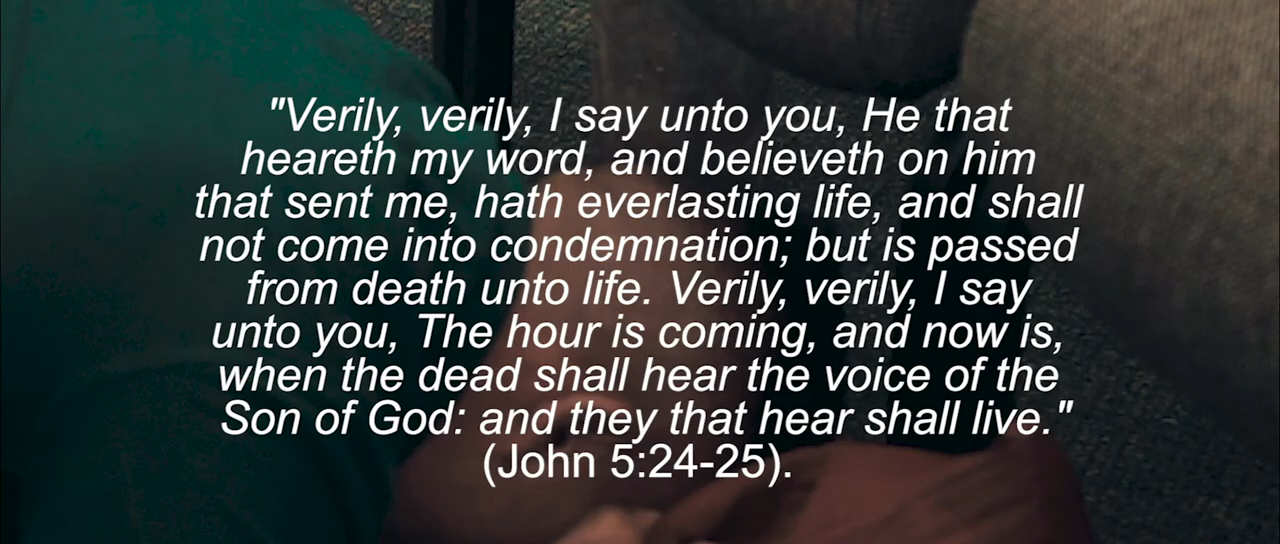 "Verily, verily, I say unto you, He that
heareth my word, and believeth on him
that sent me, hath everlasting life, and shall
not come into condemnation; but is passed
from death unto life. Verily, verily, I say
unto you, The hour is coming, and now is,
when the dead shall hear the voice of the
Son of God: and they that hear shall live."
(John 5:24-25).